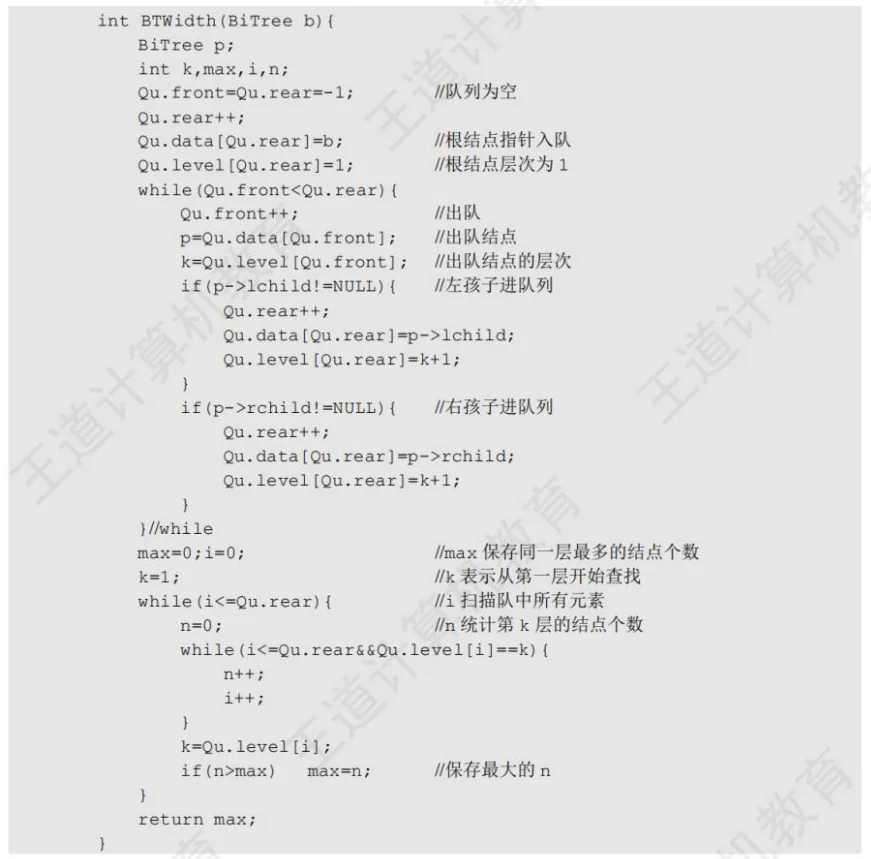 int BTWidth(BiTree b){
BiTree p;
int k,max,i,n;
Qu.front=Qu.rear=-1; //队列为空
Qu.rear++;
Qu.data[Qu.rear]=b; //根结点指针入队
Qu.level[Qu.rear]=1; //根结点层次为1
while(Qu.front<Qu.rear){
Qu.front++; //出队
p=Qu.data[Qu.front]; //出队结点
k=Qu.level[Qu.front]; //出队结点的层次
if(p->lchild!=NULL){ //左孩子进队列
Qu.rear++;
Qu.data[Qu.rear]=p->lchild;
Qu.level[Qu.rear]=k+1;
}
if(p->rchild!=NULL){ //右孩子进队列
Qu.rear++;
Qu.data[Qu.rear]=p->rchild;
Qu.level[Qu.rear]=k+1;
}
}//while
max=0;i=0; //max保存同一层最多的结点个数
k=1; //k表示从第一层开始查找
while(i<=Qu.rear){ //i扫描队中所有元素
n=0; //n统计第k层的结点个数
while(i<=Qu.rear&&Qu.level[i]==k){
n++;
i++;
}
k=Qu.level[i];
if(n>max) max=n; //保存最大的n
}
return max;
}
王道计算机教育